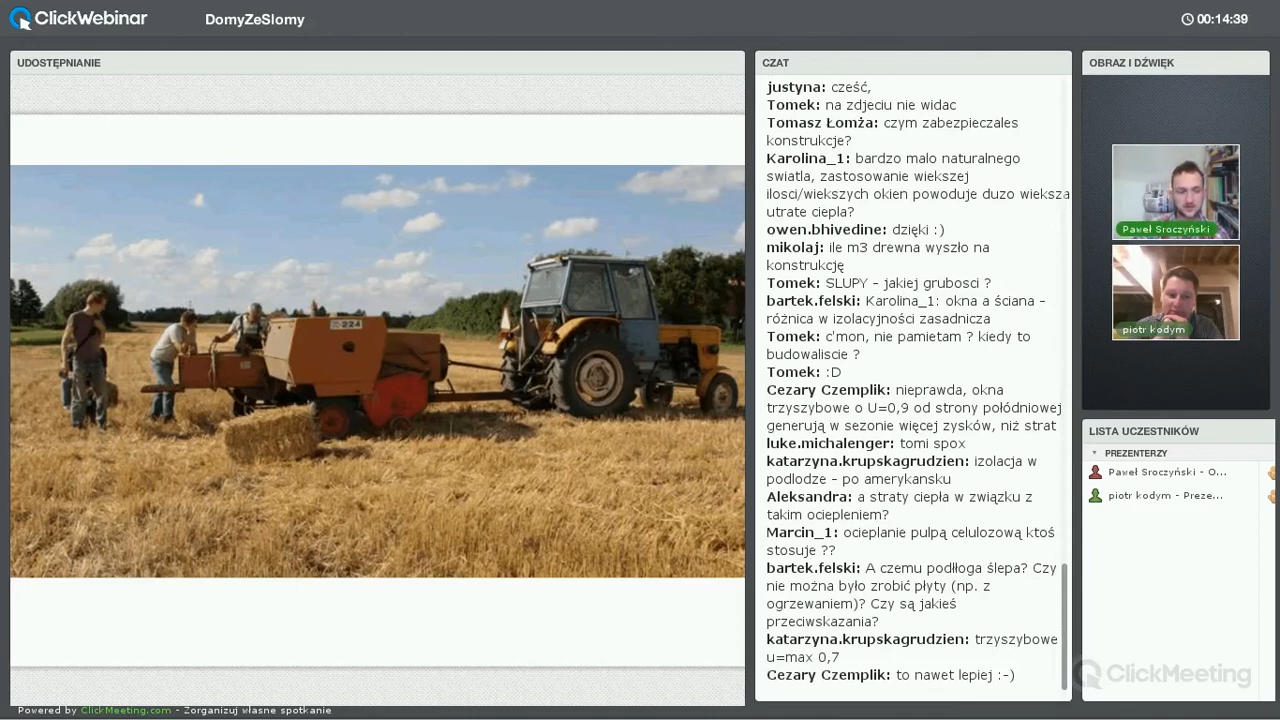 ClickWebinar
DomyZeSlomy
00:14:39
UDOSTĘPNIANIE
224
CZAT
justyna: cześć,
Tomek: na zdjeciu nie widac
Tomasz Łomża: czym zabezpieczales
konstrukcje?
Karolina_1: bardzo malo naturalnego
swiatla, zastosowanie wiekszej
ilosci/wiekszych okien powoduje duzo wieksza
utrate ciepla?
owen.bhivedine: dzięki :)
mikolaj: ile m3 drewna wyszło na
konstrukcję
Tomek: SLUPY - jakiej grubosci ?
bartek.felski: Karolina_1: okna a ściana -
różnica w izolacyjności zasadnicza
Tomek: c'mon, nie pamietam ? kiedy to
budowaliscie ?
Tomek: :D
Cezary Czemplik: nieprawda, okna
trzyszybowe o U=0,9 od strony połódniowej
generują w sezonie więcej zysków, niż strat
luke.michalenger: tomi spox
katarzyna.krupskagrudzien: izolacja w
podlodze - po amerykansku
Aleksandra: a straty ciepła w związku z
takim ociepleniem?
Marcin_1: ocieplanie pulpą celulozową ktoś
stosuje ??
bartek.felski: A czemu podłłoga ślepa? Czy
nie można było zrobić płyty (np. z
ogrzewaniem)? Czy są jakieś
przeciwskazania?
katarzyna.krupskagrudzien: trzyszybowe
u=max 0,7
Cezary Czemplik: to nawet lepiej :-)
OBRAZ I DŹWIĘK
Paweł Sroczyński
piotr kodym
LISTA UCZESTNIKÓW
PREZENTERZY
Paweł Sroczyński - O...
piotr kodym - Preze...
ClickMeeting
Powered by ClickMeeting.com - Zorganizuj własne spotkanie